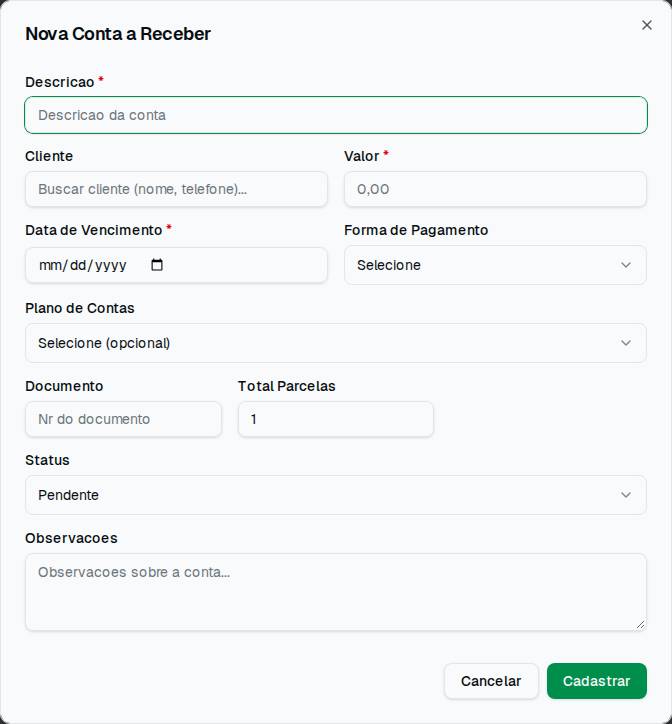 Nova Conta a Receber
Descricao *
Descricao da conta
Cliente
Buscar cliente (nome, telefone)...
Valor *
0,00
Data de Vencimento *
mm/dd/yyyy
Forma de Pagamento
Selecione
Plano de Contas
Selecione (opcional)
Documento
Nr do documento
Total Parcelas
1
Status
Pendente
Observacoes
Observacoes sobre a conta...
Cancelar
Cadastrar